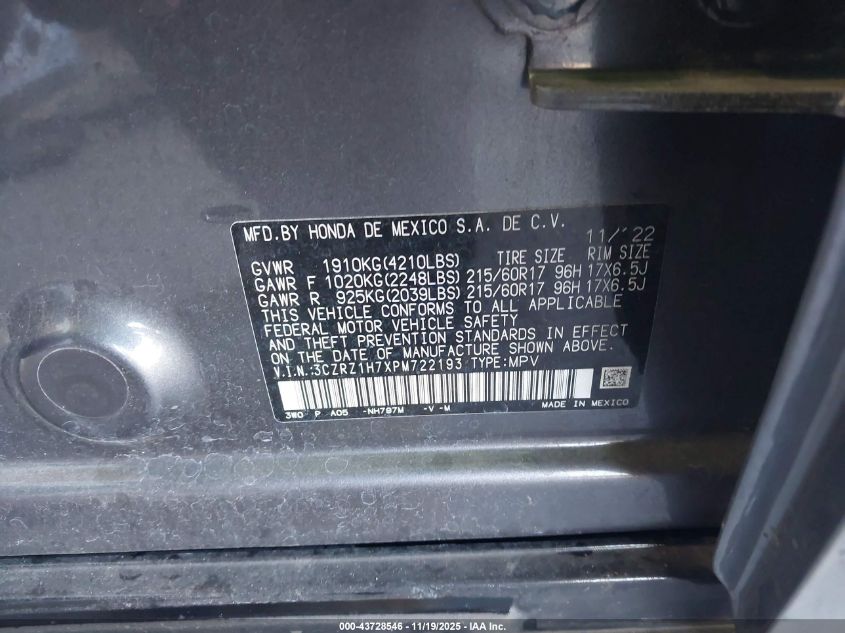 MFD.BY HONDA DE MEXICO S.A. DE C.V. 11/'22
TIRE SIZE RIM SIZE
GVWR 1910KG(4210LBS)
GAWR F 1020KG(2248LBS) 215/60R17 96H 17X6.5J
GAWR R 925KG(2039LBS) 215/60R17 96H 17X6.5J
THIS VEHICLE CONFORMS TO ALL APPLICABLE
FEDERAL MOTOR VEHICLE SAFETY
AND THEFT PREVENTION STANDARDS IN EFFECT
ON THE DATE OF MANUFACTURE SHOWN ABOVE.
V.I.N.:3CZRZ1H7XPM722193 TYPE:MPV
3W0 P A05 -NH797M -V -M MADE IN MEXICO
000-43728546 - 11/19/2025 - IAA Inc.